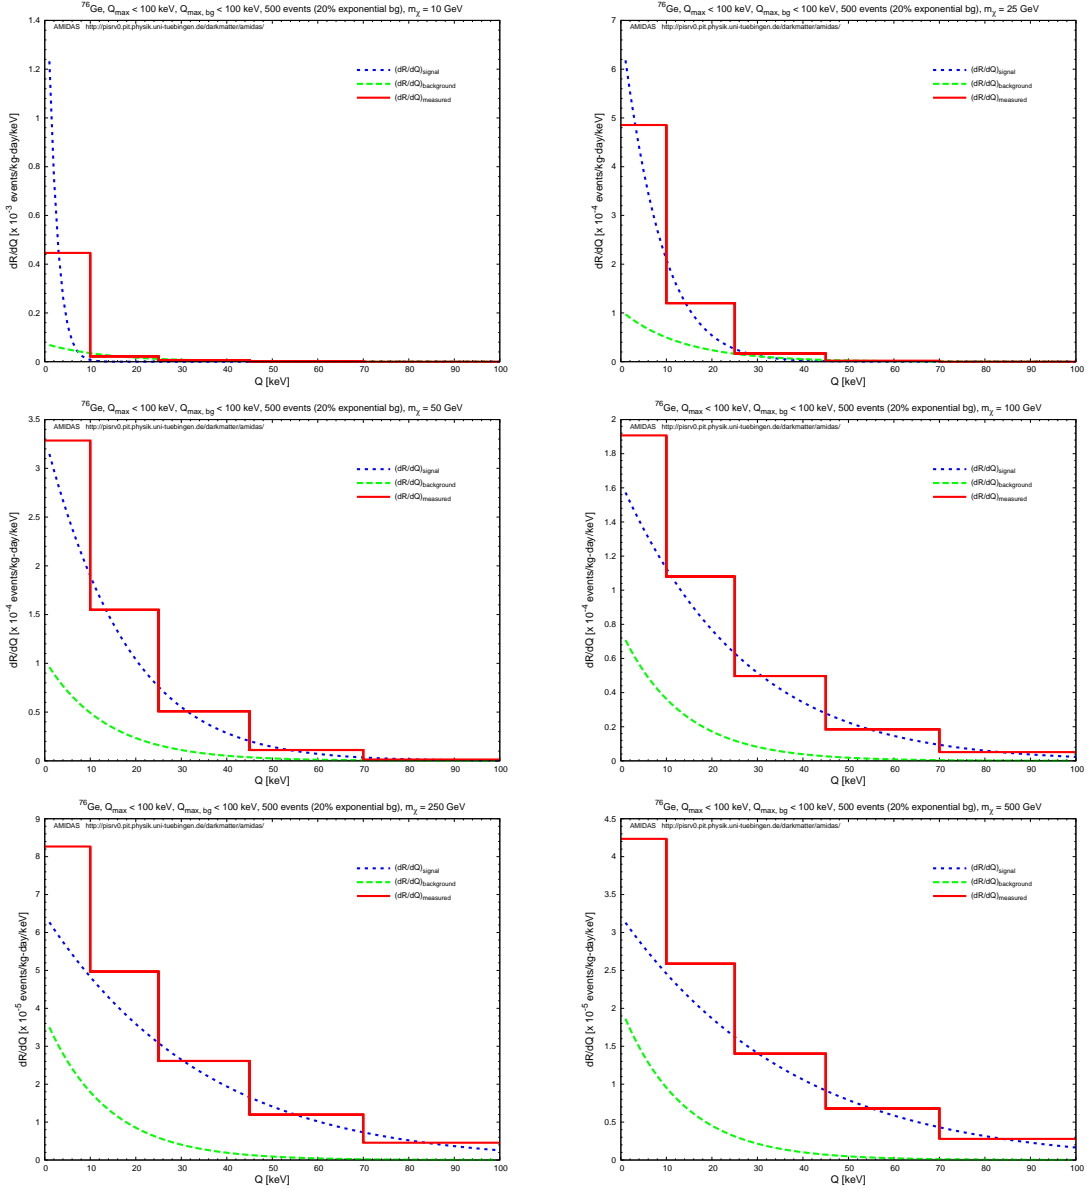 ⁷⁶Ge, Q_max < 100 keV, Q_max, bg < 100 keV, 500 events (20% exponential bg), m_χ = 10 GeV
AMIDAS http://pisrv0.pit.physik.uni-tuebingen.de/darkmatter/amidas/
(dR/dQ)_signal
(dR/dQ)_background
(dR/dQ)_measured
dR/dQ [x 10⁻³ events/kg-day/keV]
1.4
1.2
1
0.8
0.6
0.4
0.2
0
0 10 20 30 40 50 60 70 80 90 100
Q [keV]
⁷⁶Ge, Q_max < 100 keV, Q_max, bg < 100 keV, 500 events (20% exponential bg), m_χ = 25 GeV
AMIDAS http://pisrv0.pit.physik.uni-tuebingen.de/darkmatter/amidas/
(dR/dQ)_signal
(dR/dQ)_background
(dR/dQ)_measured
dR/dQ [x 10⁻⁴ events/kg-day/keV]
7
6
5
4
3
2
1
0
0 10 20 30 40 50 60 70 80 90 100
Q [keV]
⁷⁶Ge, Q_max < 100 keV, Q_max, bg < 100 keV, 500 events (20% exponential bg), m_χ = 50 GeV
AMIDAS http://pisrv0.pit.physik.uni-tuebingen.de/darkmatter/amidas/
(dR/dQ)_signal
(dR/dQ)_background
(dR/dQ)_measured
dR/dQ [x 10⁻⁴ events/kg-day/keV]
3.5
3
2.5
2
1.5
1
0.5
0
0 10 20 30 40 50 60 70 80 90 100
Q [keV]
⁷⁶Ge, Q_max < 100 keV, Q_max, bg < 100 keV, 500 events (20% exponential bg), m_χ = 100 GeV
AMIDAS http://pisrv0.pit.physik.uni-tuebingen.de/darkmatter/amidas/
(dR/dQ)_signal
(dR/dQ)_background
(dR/dQ)_measured
dR/dQ [x 10⁻⁴ events/kg-day/keV]
2
1.8
1.6
1.4
1.2
1
0.8
0.6
0.4
0.2
0
0 10 20 30 40 50 60 70 80 90 100
Q [keV]
⁷⁶Ge, Q_max < 100 keV, Q_max, bg < 100 keV, 500 events (20% exponential bg), m_χ = 250 GeV
AMIDAS http://pisrv0.pit.physik.uni-tuebingen.de/darkmatter/amidas/
(dR/dQ)_signal
(dR/dQ)_background
(dR/dQ)_measured
dR/dQ [x 10⁻⁵ events/kg-day/keV]
9
8
7
6
5
4
3
2
1
0
0 10 20 30 40 50 60 70 80 90 100
Q [keV]
⁷⁶Ge, Q_max < 100 keV, Q_max, bg < 100 keV, 500 events (20% exponential bg), m_χ = 500 GeV
AMIDAS http://pisrv0.pit.physik.uni-tuebingen.de/darkmatter/amidas/
(dR/dQ)_signal
(dR/dQ)_background
(dR/dQ)_measured
dR/dQ [x 10⁻⁵ events/kg-day/keV]
4.5
4
3.5
3
2.5
2
1.5
1
0.5
0
0 10 20 30 40 50 60 70 80 90 100
Q [keV]